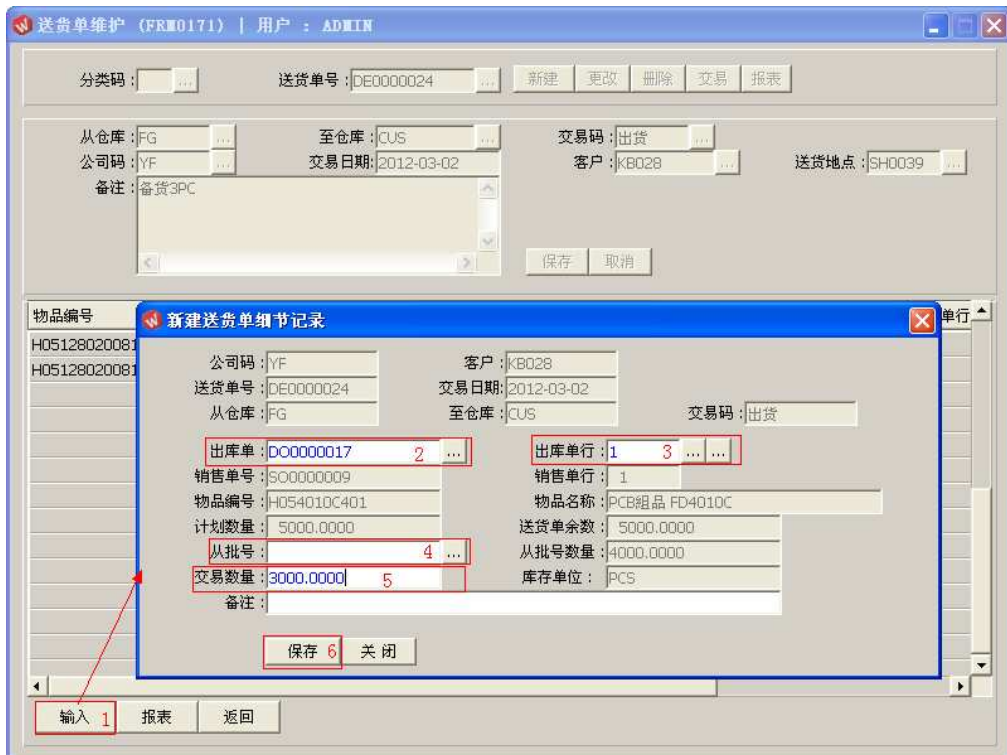 送货单维护 (FRM0171) | 用户 : ADMIN
分类码: ... 送货单号:DE0000024 ... 新建 更改 删除 交易 报表
从仓库:FG ... 至仓库:CUS ... 交易码:出货 ...
公司码:YF ... 交易日期:2012-03-02 客户:KB028 ... 送货地点:SH0039 ...
备注:备货3PC
保存 取消
物品编号 单行
H05128020081
H05128020081
新建送货单细节记录
公司码:YF 客户:KB028
送货单号:DE0000024 交易日期:2012-03-02
从仓库:FG 至仓库:CUS 交易码:出货
出库单:DO0000017 2 ... 出库单行:1 3 ... ...
销售单号:SO0000009 销售单行: 1
物品编号:H054010C401 物品名称:PCB組品 FD4010C
计划数量: 5000.0000 送货单余数: 5000.0000
从批号: 4 ... 从批号数量:4000.0000
交易数量:3000.0000 5 库存单位: PCS
备注:
保存 6 关闭
输入 1 报表 返回